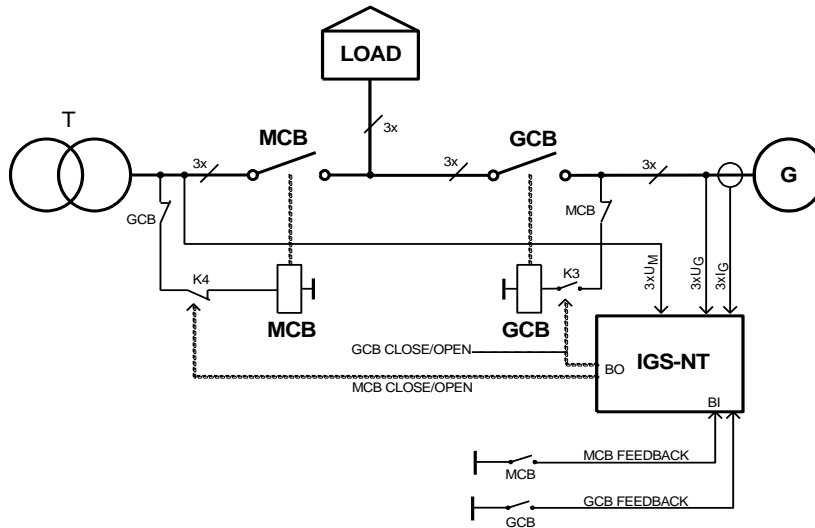 LOAD
T
3x
MCB
GCB
3x
3x
3x
G
GCB
MCB
K4
K3
3xUM
3xUG
3xIG
MCB
GCB
GCB CLOSE/OPEN
BO
IGS-NT
MCB CLOSE/OPEN
BI
MCB FEEDBACK
MCB
GCB FEEDBACK
GCB